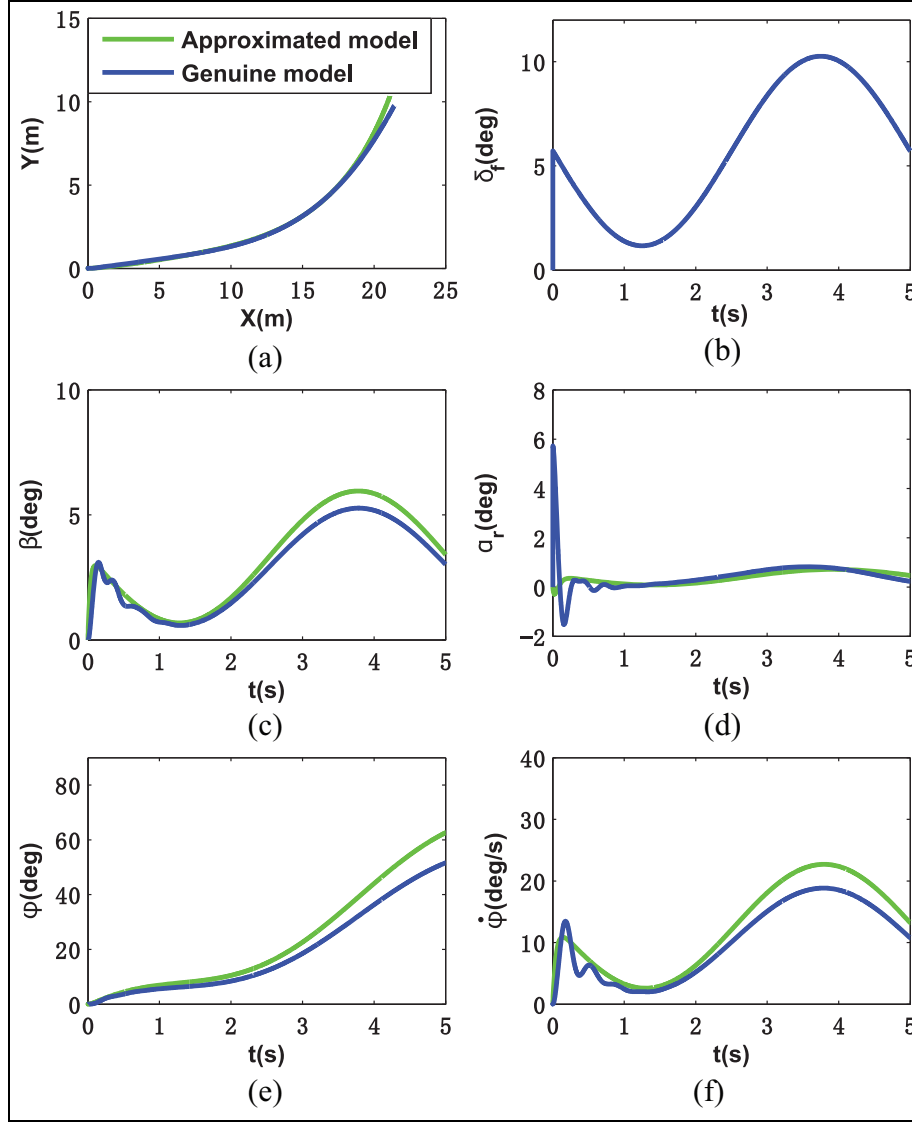 15
10
5
0
Y(m)
Approximated model
Genuine model
0 5 10 15 20 25
X(m)
(a)
10
5
0
δf(deg)
0 1 2 3 4 5
t(s)
(b)
10
5
0
β(deg)
0 1 2 3 4 5
t(s)
(c)
8
6
4
2
0
−2
αr(deg)
0 1 2 3 4 5
t(s)
(d)
80
60
40
20
0
φ(deg)
0 1 2 3 4 5
t(s)
(e)
40
30
20
10
0
φ̇(deg/s)
0 1 2 3 4 5
t(s)
(f)